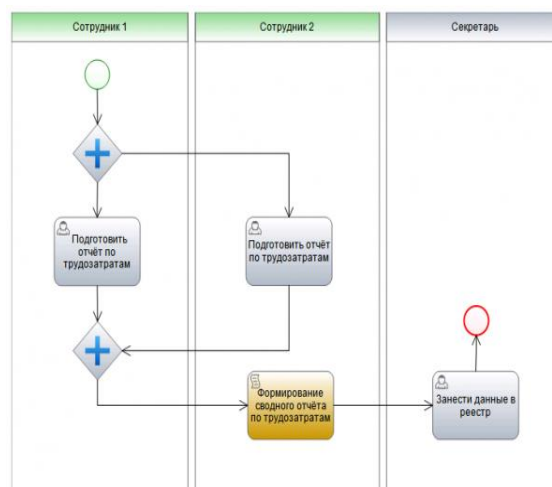 Сотрудник 1
Сотрудник 2
Секретарь
Подготовить
отчёт по
трудозатратам
Подготовить отчёт
по трудозатратам
Формирование
сводного отчёта
по трудозатратам
Занести данные в
реестр